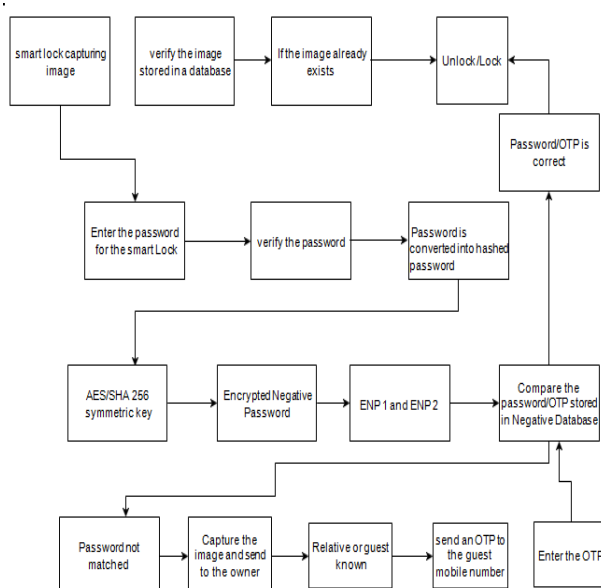 smart lock capturing
image
verify the image
stored in a database
If the image already
exists
Unlock/Lock
Password/OTP is
correct
Enter the password
for the smart Lock
verify the password
Password is
converted into hashed
password
AES/SHA 256
symmetric key
Encrypted Negative
Password
ENP 1 and ENP 2
Compare the
password/OTP stored
in Negative Database
Password not
matched
Capture the
image and send
to the owner
Relative or guest
known
send an OTP to
the guest
mobile number
Enter the OTP